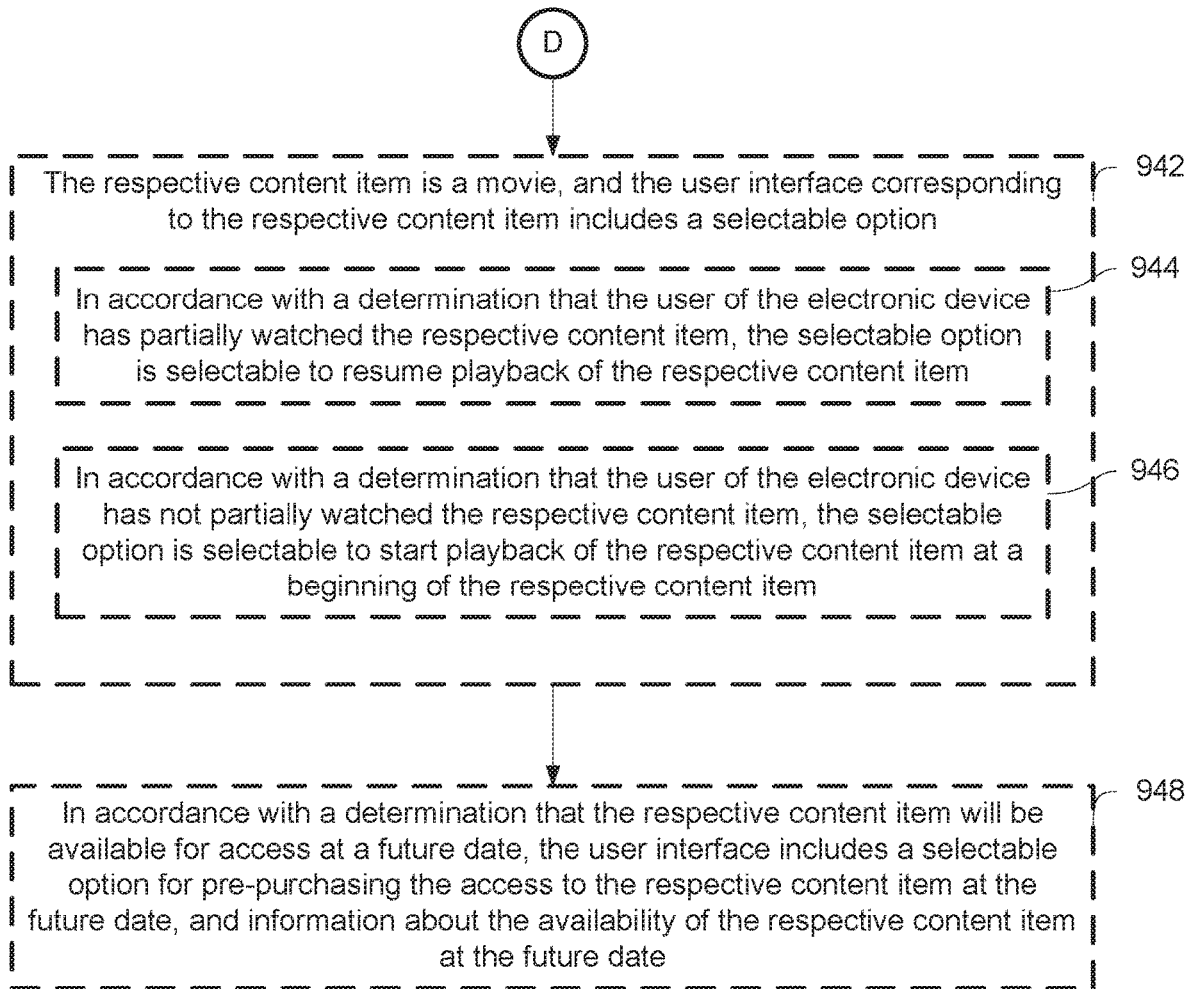 D
The respective content item is a movie, and the user interface corresponding
to the respective content item includes a selectable option
942
In accordance with a determination that the user of the electronic device
has partially watched the respective content item, the selectable option
is selectable to resume playback of the respective content item
944
In accordance with a determination that the user of the electronic device
has not partially watched the respective content item, the selectable
option is selectable to start playback of the respective content item at a
beginning of the respective content item
946
In accordance with a determination that the respective content item will be
available for access at a future date, the user interface includes a selectable
option for pre-purchasing the access to the respective content item at the
future date, and information about the availability of the respective content item
at the future date
948